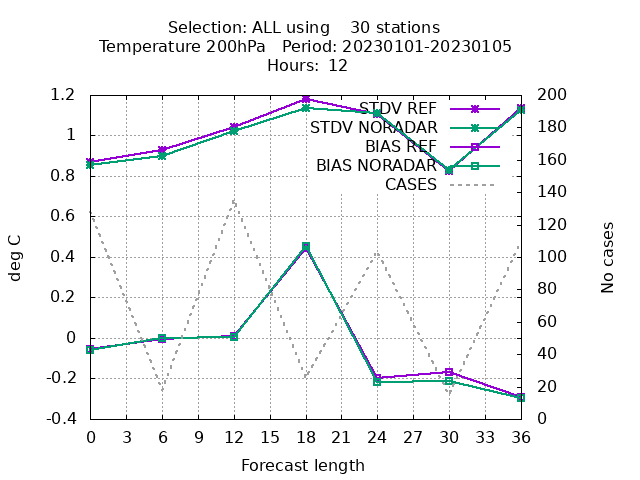 Selection: ALL using    30 stations
Temperature 200hPa   Period: 20230101-20230105
Hours:  12
STDV REF
STDV NORADAR
BIAS REF
BIAS NORADAR
CASES
1.2
1
0.8
0.6
0.4
0.2
0
-0.2
-0.4
deg C
200
180
160
140
120
100
80
60
40
20
0
No cases
0 3 6 9 12 15 18 21 24 27 30 33 36
Forecast length